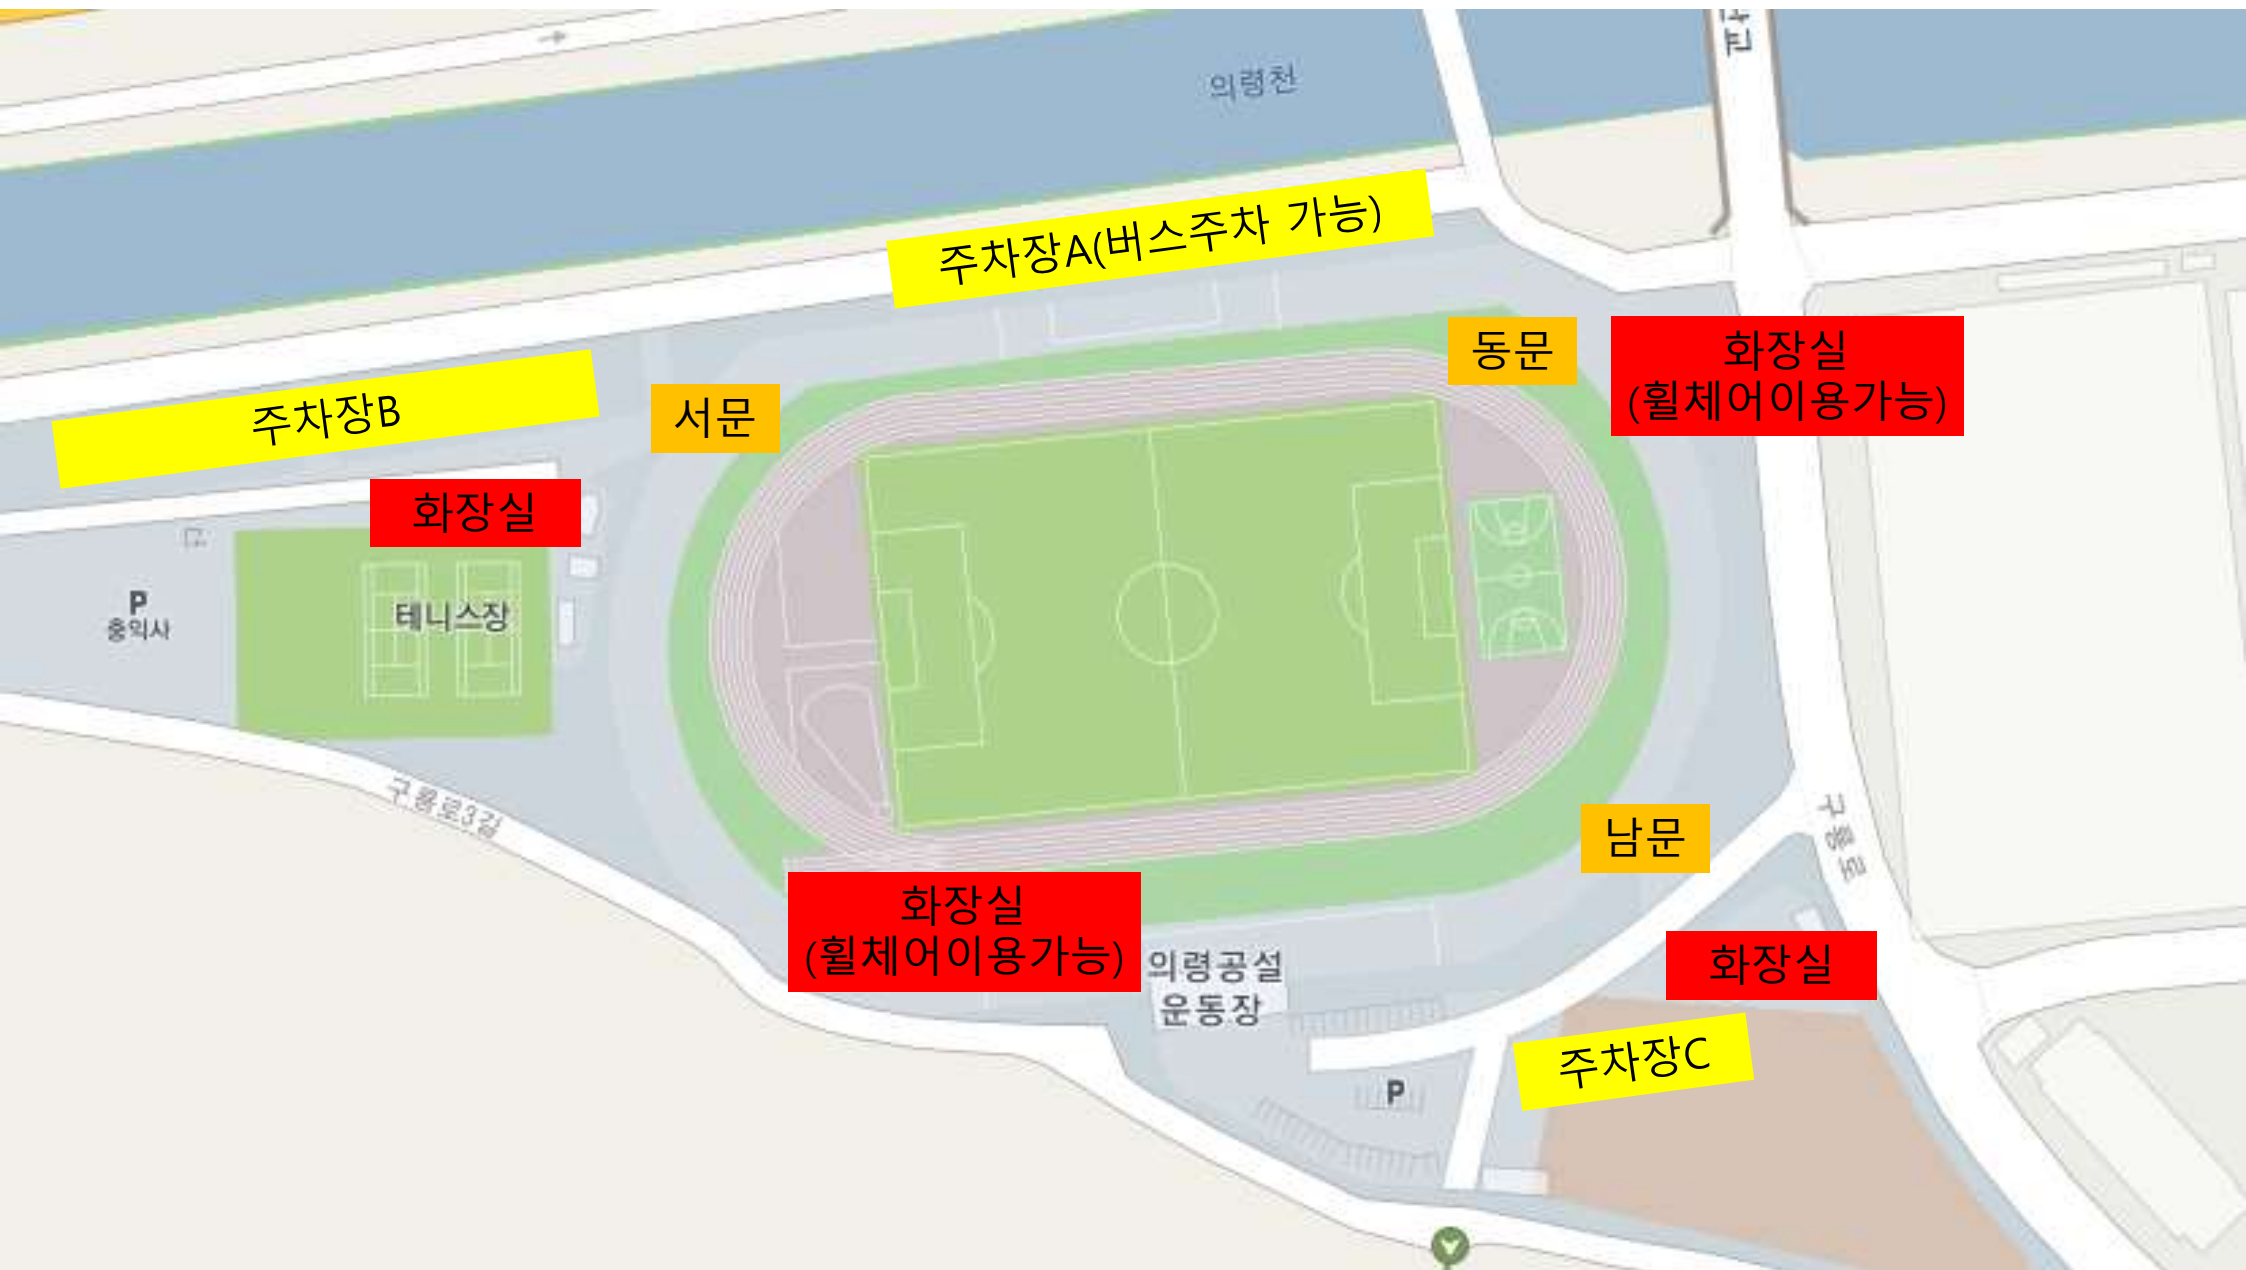 의령천
주차장A(버스주차 가능)
동문
화장실
(휠체어이용가능)
주차장B
서문
화장실
P
충익사
테니스장
구룡로3길
남문
구룡로
화장실
(휠체어이용가능)
의령공설
운동장
화장실
주차장C
P